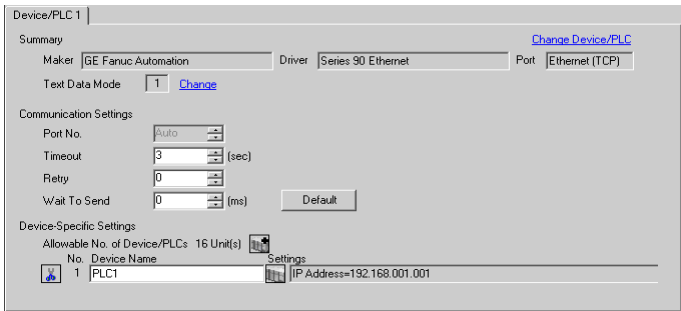 Device/PLC 1
Summary Change Device/PLC
Maker GE Fanuc Automation Driver Series 90 Ethernet Port Ethernet (TCP)
Text Data Mode 1 Change
Communication Settings
Port No. Auto
Timeout 3 (sec)
Retry 0
Wait To Send 0 (ms) Default
Device-Specific Settings
Allowable No. of Device/PLCs 16 Unit(s)
No. Device Name Settings
1 PLC1 IP Address=192.168.001.001